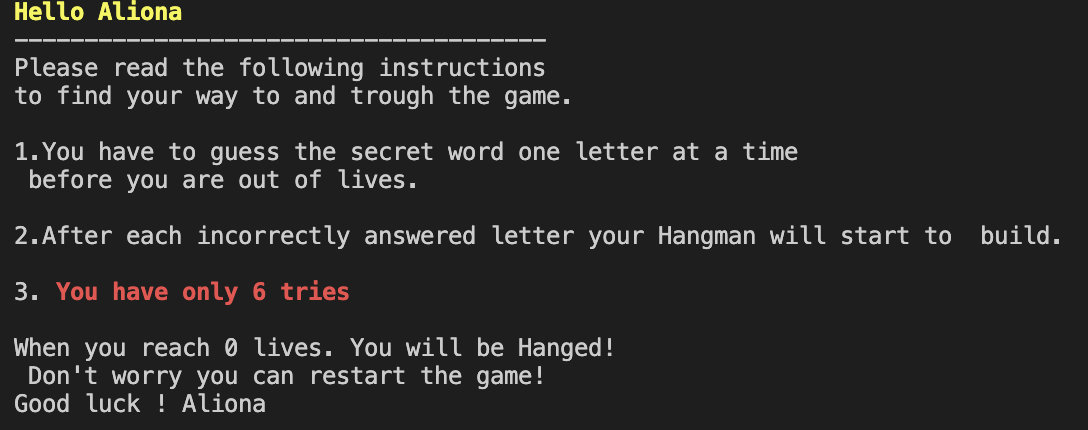 Hello Aliona
--------------------------------------
Please read the following instructions
to find your way to and trough the game.
1.You have to guess the secret word one letter at a time
before you are out of lives.
2.After each incorrectly answered letter your Hangman will start to  build.
3. You have only 6 tries
When you reach 0 lives. You will be Hanged!
Don't worry you can restart the game!
Good luck ! Aliona